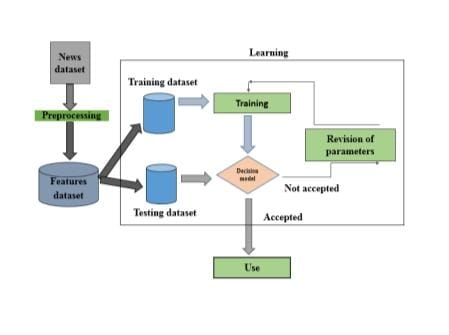 News
dataset
Learning
Training dataset
Training
Preprocessing
Revision of
parameters
Features
dataset
Decision
model
Not accepted
Testing dataset
Accepted
Use